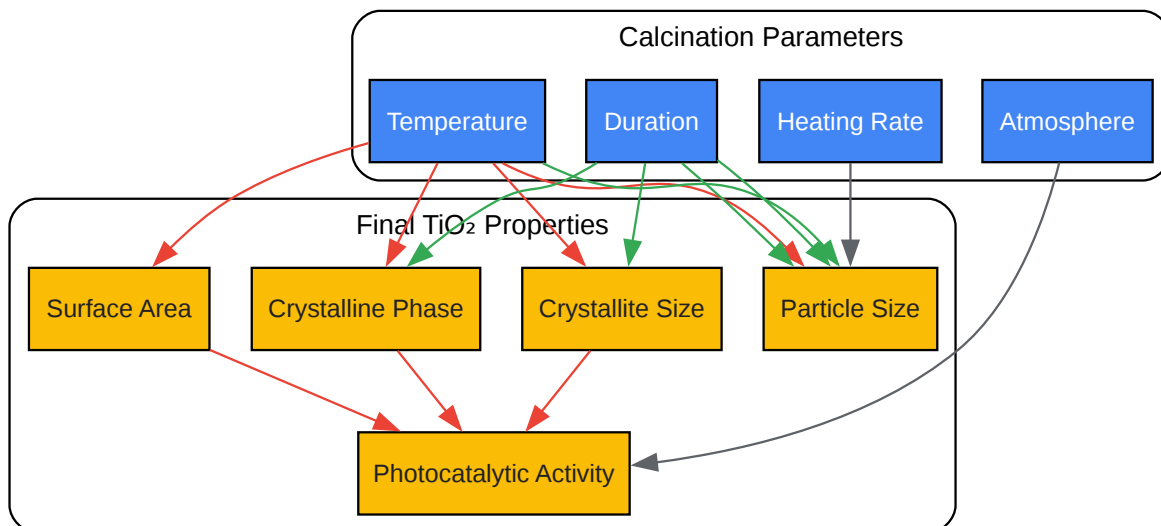 Calcination Parameters
Temperature
Duration
Heating Rate
Atmosphere
Final TiO₂ Properties
Surface Area
Crystalline Phase
Crystallite Size
Particle Size
Photocatalytic Activity